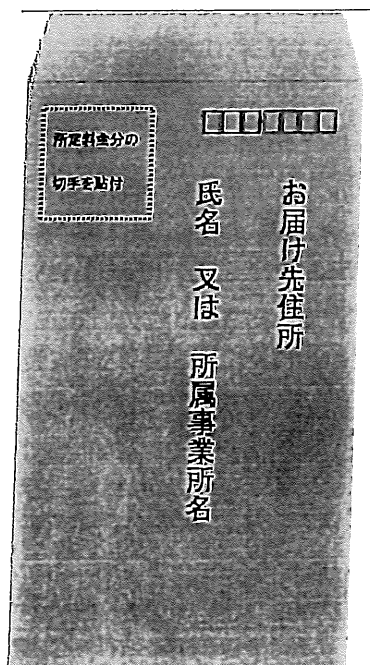 所定料金分の
切手を貼付
お届け先住所
氏名 又は 所属事業所名